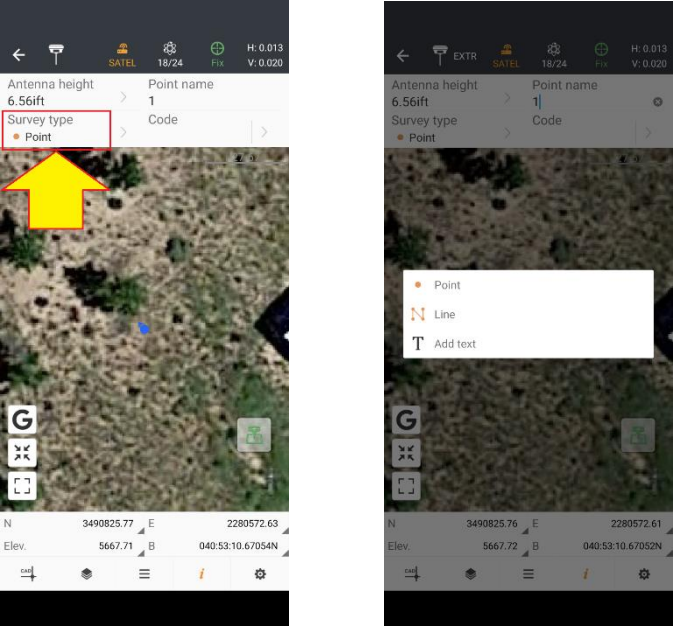 SATEL
18/24
Fix
H: 0.013
V: 0.020
Antenna height
6.56ift
Point name
1
Survey type
Point
Code
G
N 3490825.77 E 2280572.63
Elev. 5667.71 B 040:53:10.67054N
CAD
i
EXTR
SATEL
18/24
Fix
H: 0.013
V: 0.020
Antenna height
6.56ift
Point name
1
Survey type
Point
Code
Point
Line
T Add text
G
N 3490825.76 E 2280572.61
Elev. 5667.72 B 040:53:10.67052N
CAD
i